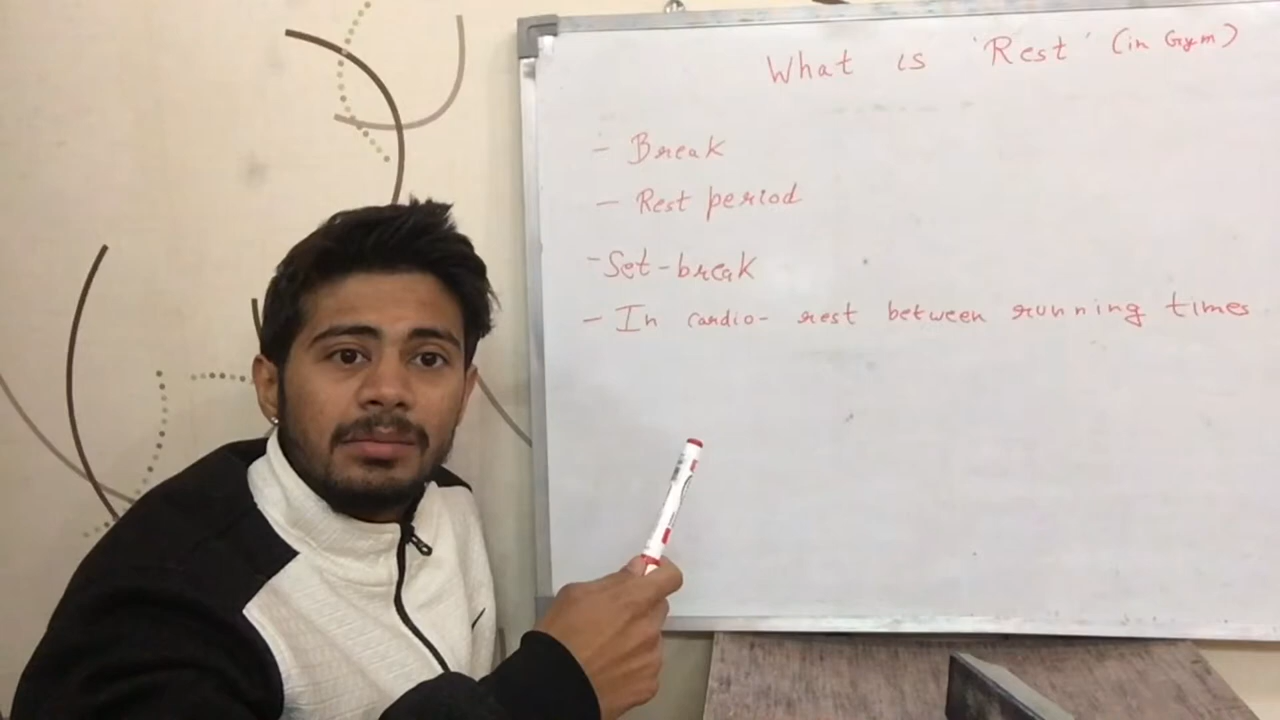 What is 'Rest' (in Gym)
- Break
- Rest period
- Set-break
- In cardio- rest between running times